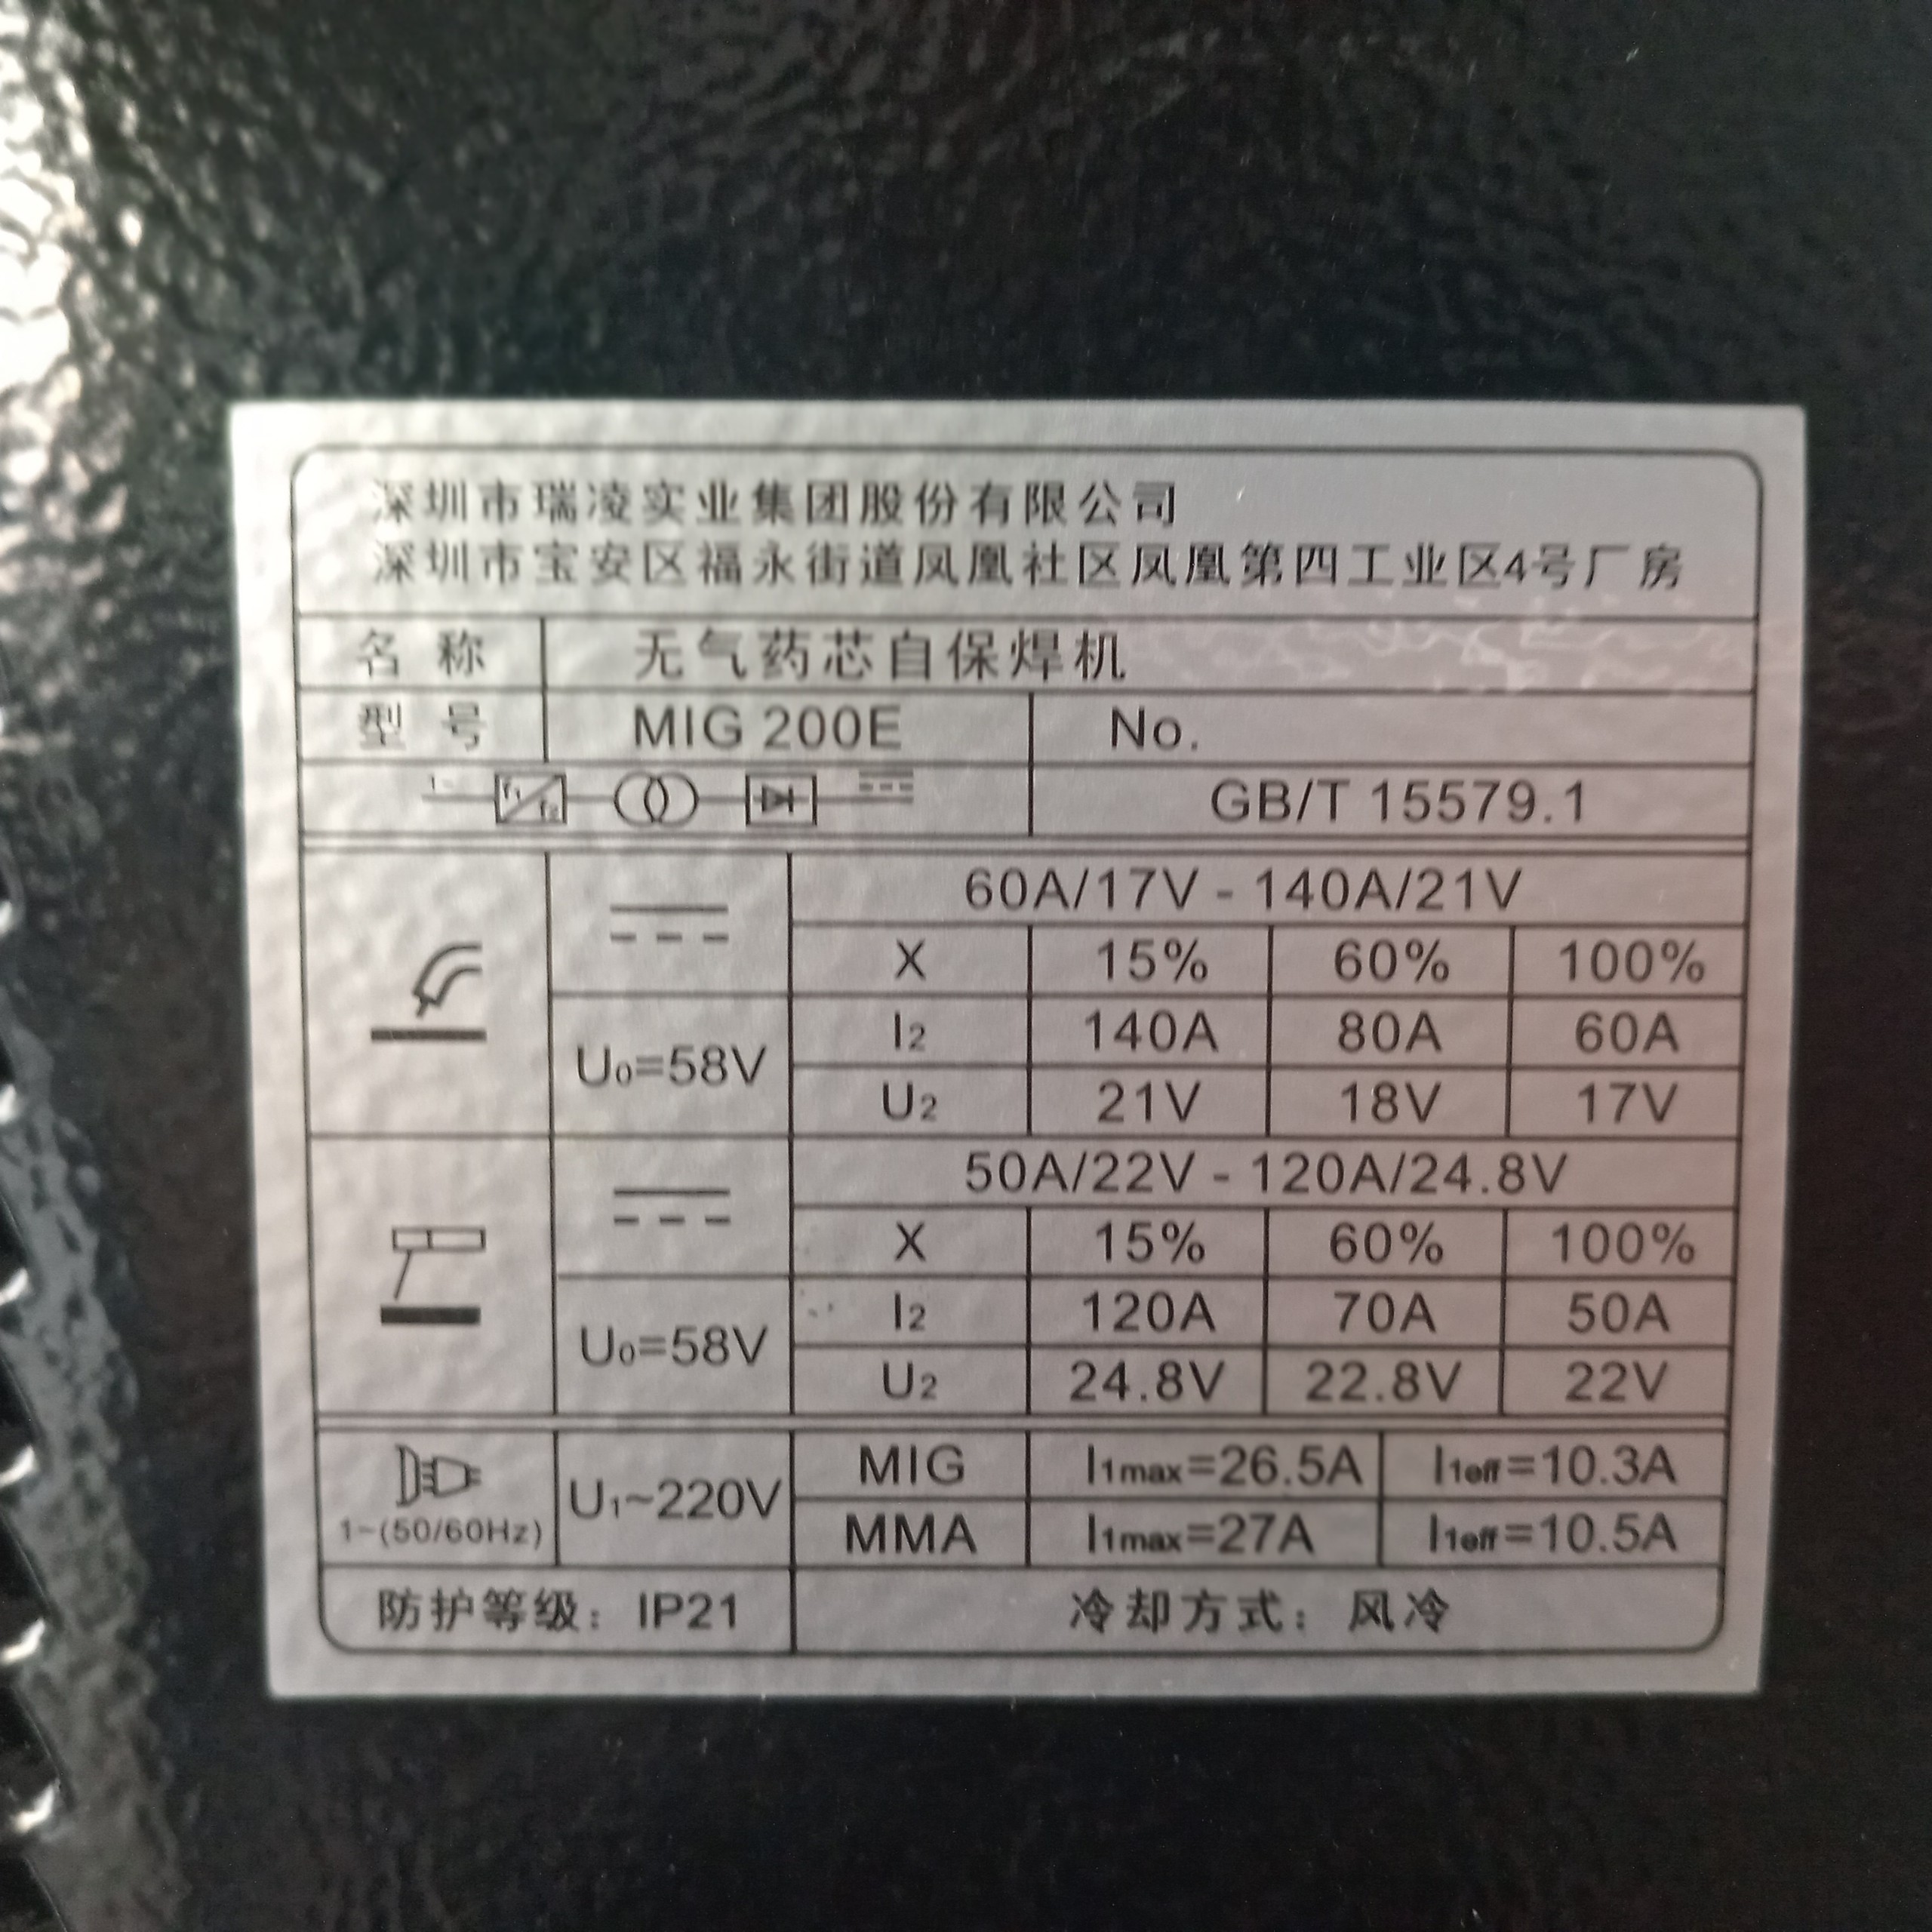 深圳市瑞凌实业集团股份有限公司
深圳市宝安区福永街道凤凰社区凤凰第四工业区4号厂房
名 称 无气药芯自保焊机
型 号 MIG 200E No.
1~ f1 f2 GB/T 15579.1
60A/17V - 140A/21V
X 15% 60% 100%
I2 140A 80A 60A
U0=58V
U2 21V 18V 17V
50A/22V - 120A/24.8V
X 15% 60% 100%
I2 120A 70A 50A
U0=58V
U2 24.8V 22.8V 22V
MIG I1max=26.5A I1eff=10.3A
U1~220V
1~(50/60Hz) MMA I1max=27A I1eff=10.5A
防护等级：IP21 冷却方式：风冷